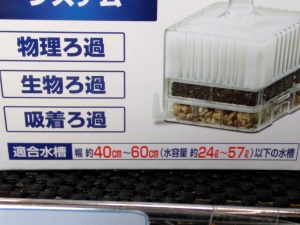 システム
物理ろ過
生物ろ過
吸着ろ過
適合水槽 幅 約40cm～60cm(水容量 約24ℓ～57ℓ)以下の水槽